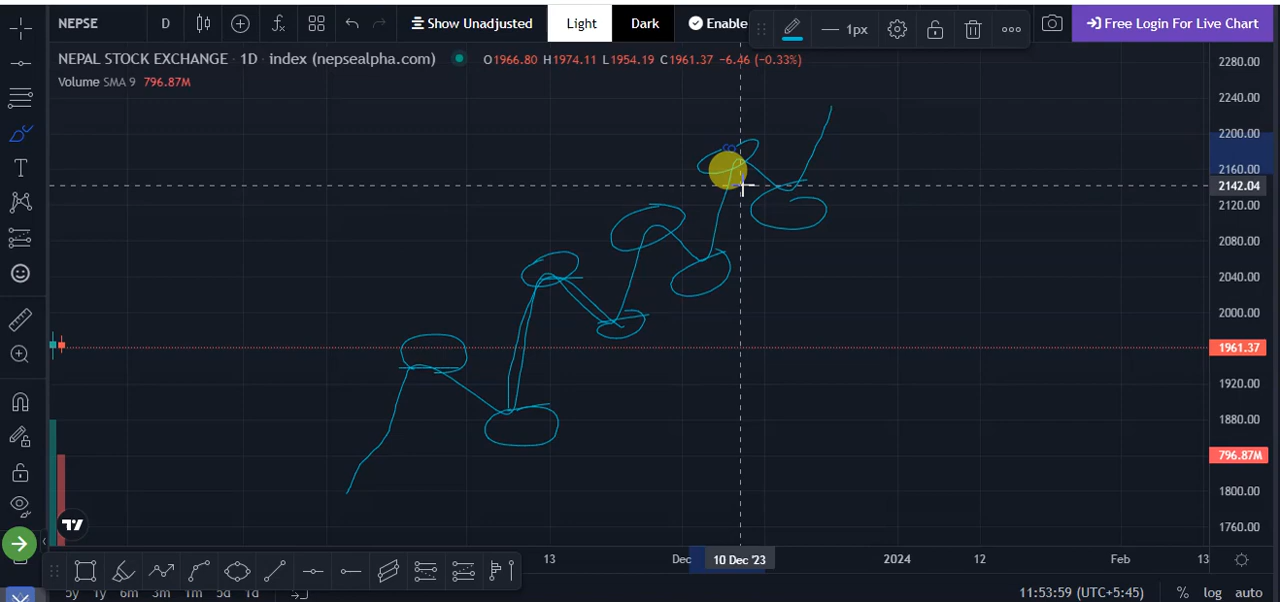 NEPSE D Show Unadjusted Light Dark Enable 1px Free Login For Live Chart
NEPAL STOCK EXCHANGE · 1D · index (nepsealpha.com) O1966.80 H1974.11 L1954.19 C1961.37 −6.46 (−0.33%)
Volume SMA 9 796.87M
2280.00
2240.00
2200.00
2160.00
2142.04
2120.00
2080.00
2040.00
2000.00
1961.37
1920.00
1880.00
796.87M
1800.00
1760.00
13 Dec 10 Dec '23 2024 12 Feb 13
5y 1y 6m 3m 1m 5d 1d 11:53:59 (UTC+5:45) % log auto